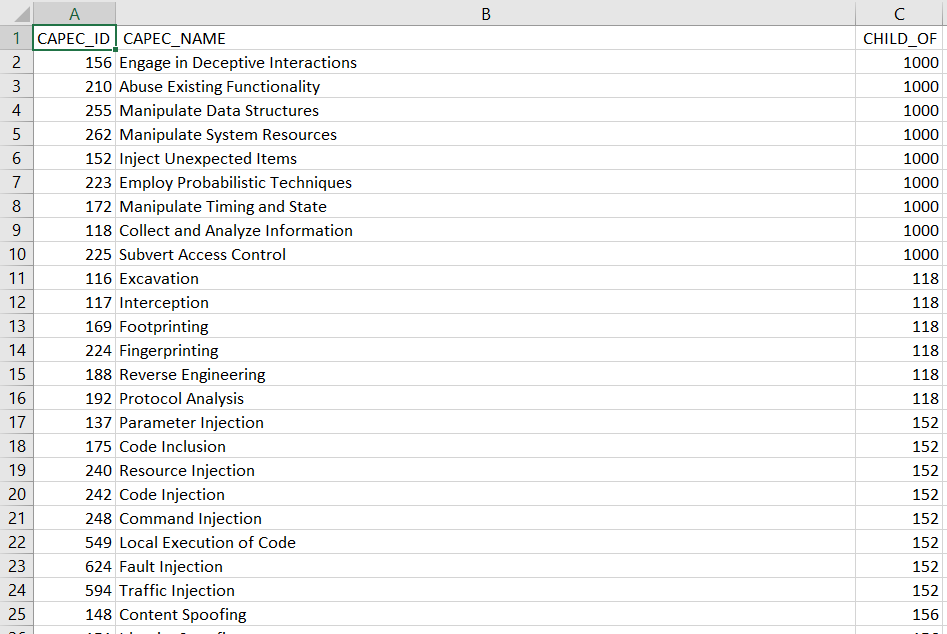 A B C
1 CAPEC_ID CAPEC_NAME CHILD_OF
2 156 Engage in Deceptive Interactions 1000
3 210 Abuse Existing Functionality 1000
4 255 Manipulate Data Structures 1000
5 262 Manipulate System Resources 1000
6 152 Inject Unexpected Items 1000
7 223 Employ Probabilistic Techniques 1000
8 172 Manipulate Timing and State 1000
9 118 Collect and Analyze Information 1000
10 225 Subvert Access Control 1000
11 116 Excavation 118
12 117 Interception 118
13 169 Footprinting 118
14 224 Fingerprinting 118
15 188 Reverse Engineering 118
16 192 Protocol Analysis 118
17 137 Parameter Injection 152
18 175 Code Inclusion 152
19 240 Resource Injection 152
20 242 Code Injection 152
21 248 Command Injection 152
22 549 Local Execution of Code 152
23 624 Fault Injection 152
24 594 Traffic Injection 152
25 148 Content Spoofing 156